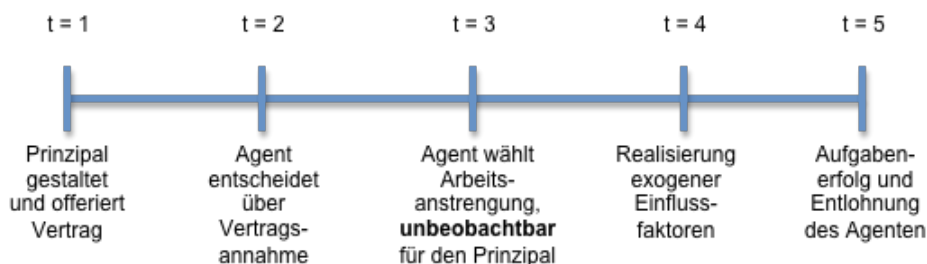 t = 1
t = 2
t = 3
t = 4
t = 5
Prinzipal
gestaltet
und offeriert
Vertrag
Agent
entscheidet
über
Vertrags-
annahme
Agent wählt
Arbeits-
anstrengung,
unbeobachtbar
für den Prinzipal
Realisierung
exogener
Einfluss-
faktoren
Aufgaben-
erfolg und
Entlohnung
des Agenten